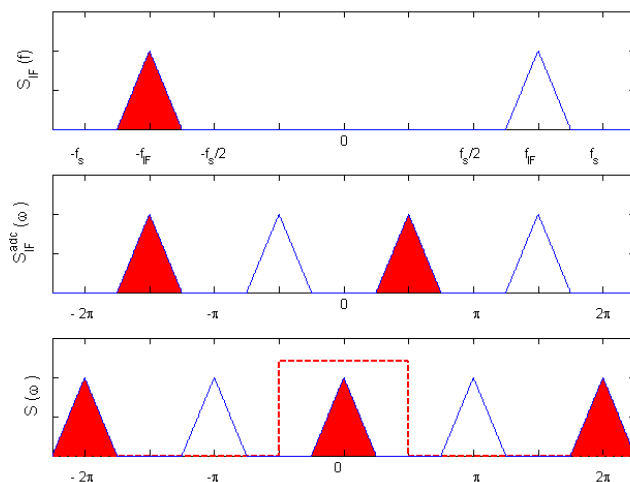 S_IF (f)
0
-f_s -f_IF -f_s/2 f_s/2 f_IF f_s
S_IF^adc (ω)
- 2π -π 0 π 2π
S (ω)
- 2π -π 0 π 2π